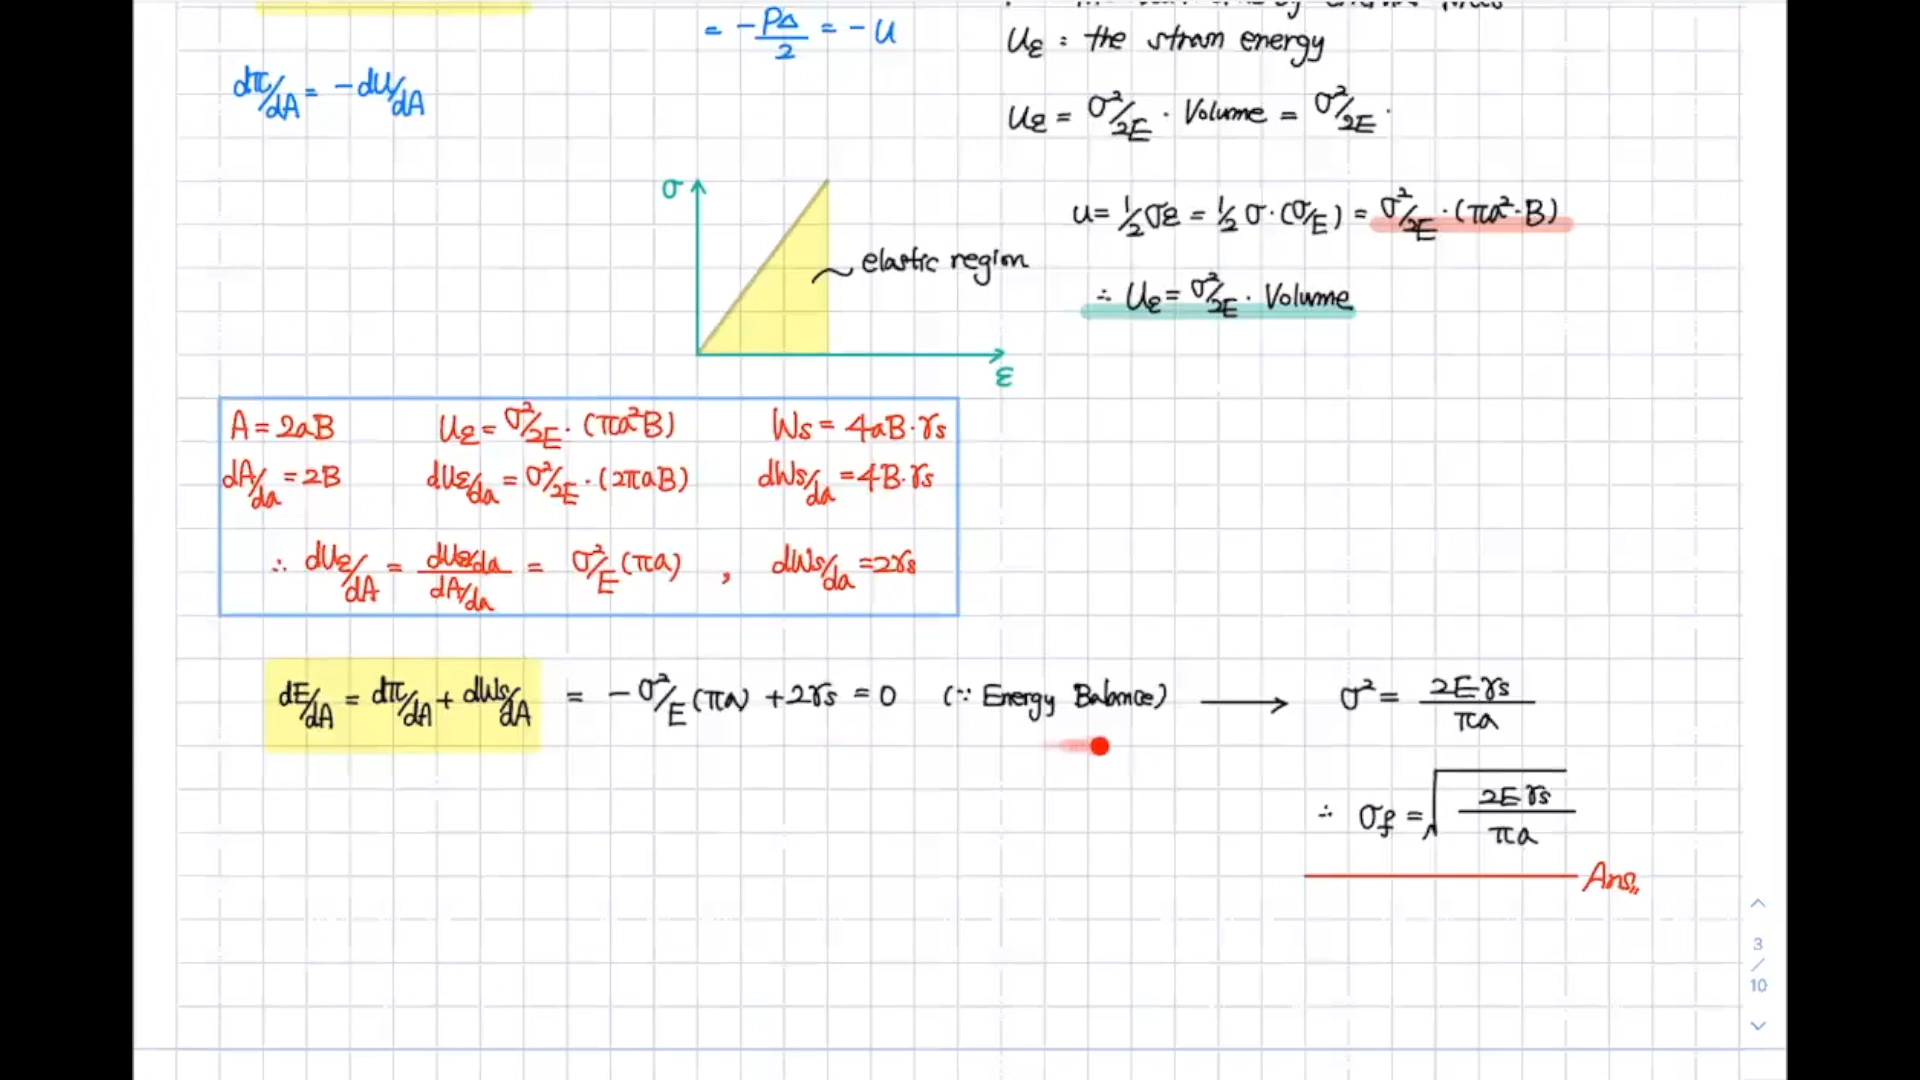 = -PΔ/2 = -U
Uε : the strain energy
dπ/dA = -dU/dA
Uε = σ²/2E · Volume = σ²/2E ·
σ
u = 1/2 σε = 1/2 σ·(σ/E) = σ²/2E · (πa²·B)
elastic region
∴ Uε = σ²/2E · Volume
ε
A = 2aB Uε = σ²/2E · (πa²B) Ws = 4aB·γs
dA/da = 2B dUε/da = σ²/2E · (2πaB) dWs/da = 4B·γs
∴ dUε/dA = (dUε/da)/(dA/da) = σ²/E (πa) , dWs/da = 2γs
dE/dA = dπ/dA + dWs/dA = -σ²/E (πa) + 2γs = 0 (∵ Energy Balance) → σ² = 2Eγs/πa
∴ σf = √(2Eγs/πa)
Ans,,
3
/
10